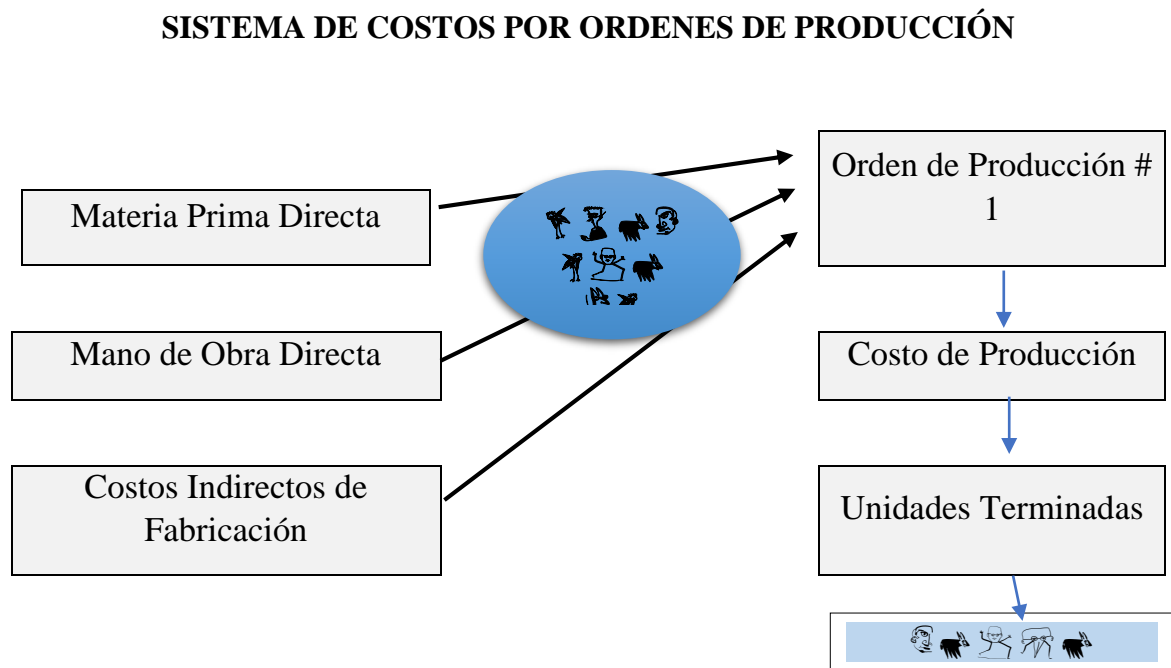 SISTEMA DE COSTOS POR ORDENES DE PRODUCCIÓN
Materia Prima Directa
Mano de Obra Directa
Costos Indirectos de
Fabricación
Orden de Producción #
1
Costo de Producción
Unidades Terminadas